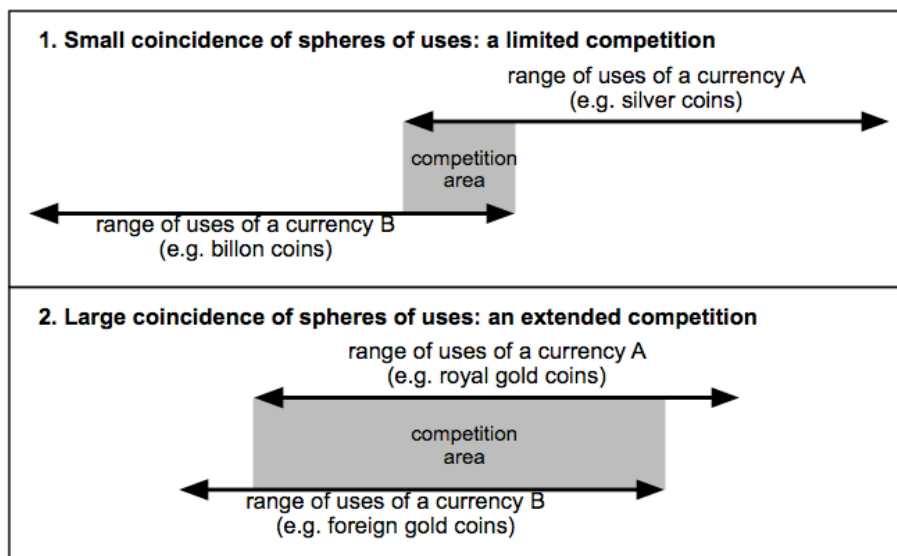 1. Small coincidence of spheres of uses: a limited competition
range of uses of a currency A
(e.g. silver coins)
competition
area
range of uses of a currency B
(e.g. billon coins)
2. Large coincidence of spheres of uses: an extended competition
range of uses of a currency A
(e.g. royal gold coins)
competition
area
range of uses of a currency B
(e.g. foreign gold coins)